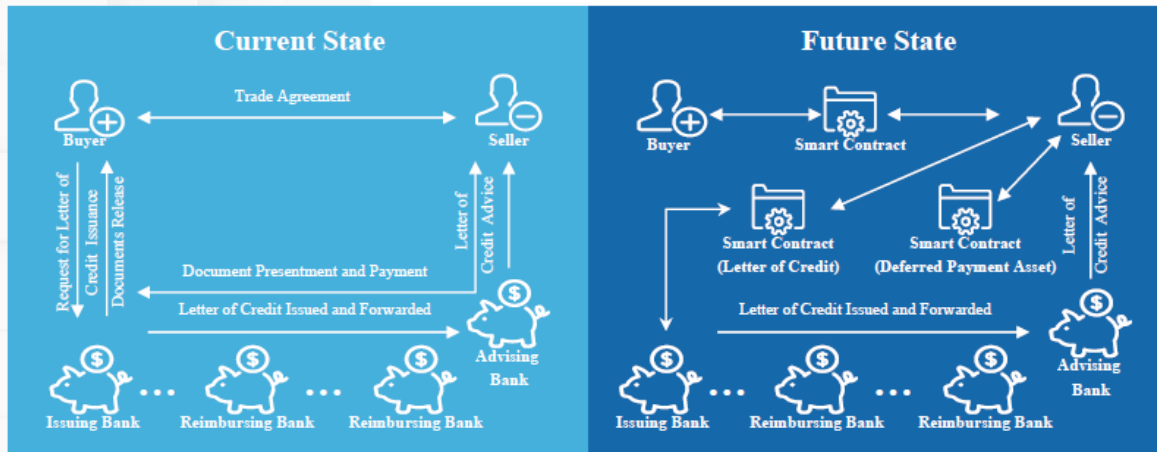 Current State
Trade Agreement
Buyer
Seller
Request for Letter of
Credit Issuance
Documents Release
Letter of
Credit Advice
Document Presentment and Payment
Letter of Credit Issued and Forwarded
$
Advising
Bank
$
$
$
Issuing Bank
Reimbursing Bank
Reimbursing Bank
Future State
Buyer
Smart Contract
Seller
Smart Contract
(Letter of Credit)
Smart Contract
(Deferred Payment Asset)
Letter of
Credit Advice
Letter of Credit Issued and Forwarded
$
Advising
Bank
$
$
$
Issuing Bank
Reimbursing Bank
Reimbursing Bank